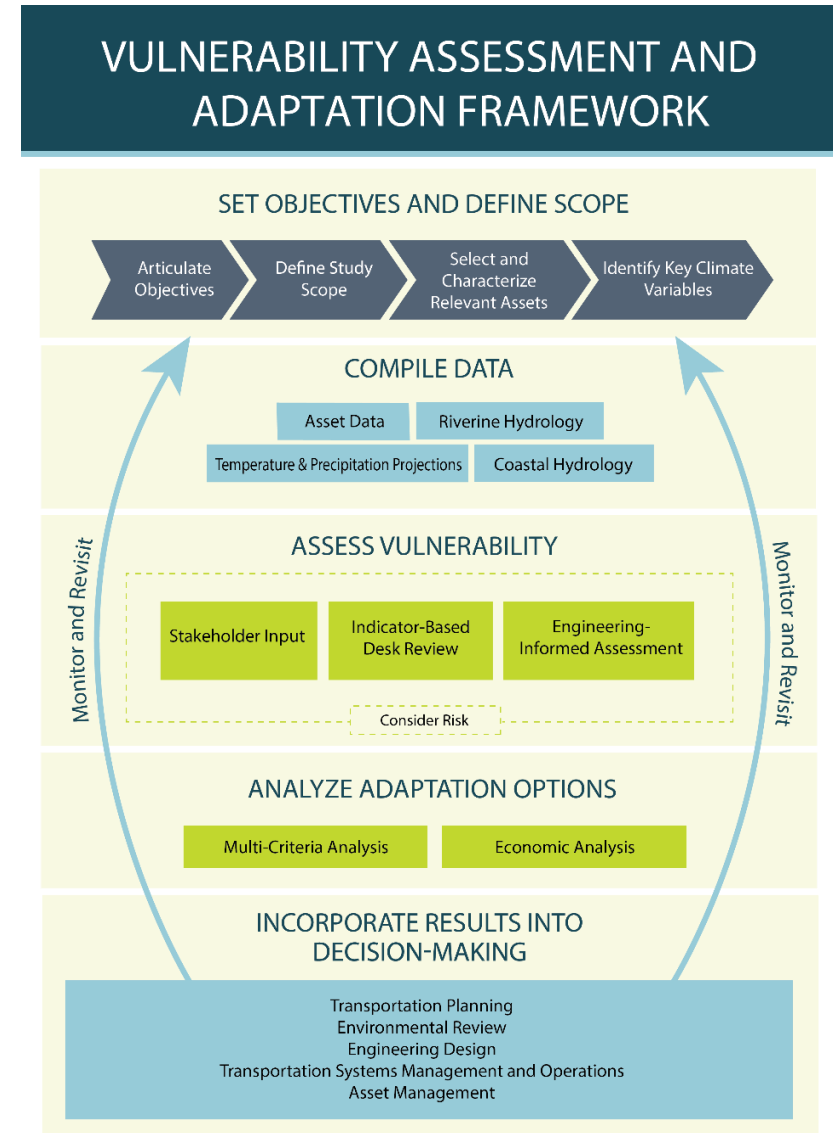 VULNERABILITY ASSESSMENT AND
ADAPTATION FRAMEWORK
SET OBJECTIVES AND DEFINE SCOPE
Articulate
Objectives
Define Study
Scope
Select and
Characterize
Relevant Assets
Identify Key Climate
Variables
COMPILE DATA
Asset Data
Riverine Hydrology
Temperature & Precipitation Projections
Coastal Hydrology
ASSESS VULNERABILITY
Stakeholder Input
Indicator-Based
Desk Review
Engineering-
Informed Assessment
Consider Risk
Monitor and Revisit
Monitor and Revisit
ANALYZE ADAPTATION OPTIONS
Multi-Criteria Analysis
Economic Analysis
INCORPORATE RESULTS INTO
DECISION-MAKING
Transportation Planning
Environmental Review
Engineering Design
Transportation Systems Management and Operations
Asset Management